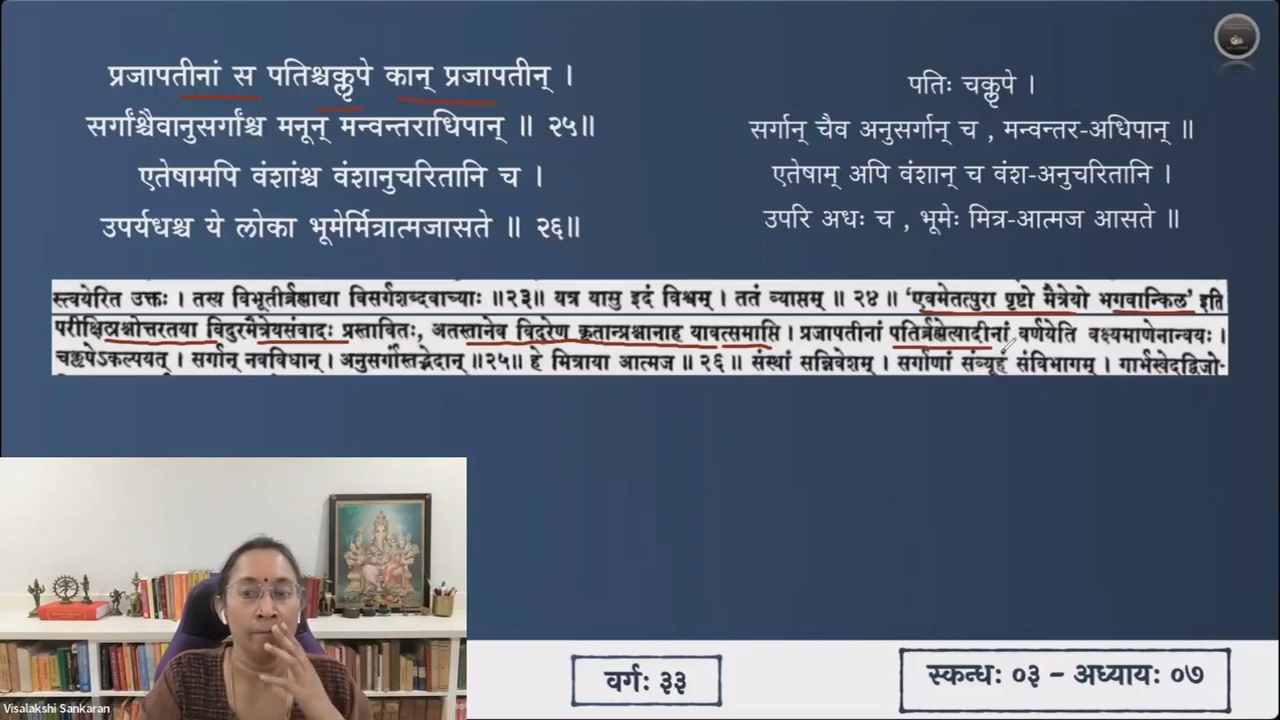 प्रजापतीनां स पतिश्चकॢपे कान् प्रजापतीन् ।
सर्गांश्चैवानुसर्गांश्च मनून् मन्वन्तराधिपान् ॥ २५॥
एतेषामपि वंशांश्च वंशानुचरितानि च ।
उपर्यधश्च ये लोका भूमेर्मित्रात्मजासते ॥ २६॥
पतिः चकॢपे ।
सर्गान् चैव अनुसर्गान् च , मन्वन्तर-अधिपान् ॥
एतेषाम् अपि वंशान् च वंश-अनुचरितानि ।
उपरि अधः च , भूमेः मित्र-आत्मज आसते ॥
स्त्वयेरित उक्तः । तस्य विभूतीर्ब्रह्माद्या विसर्गशब्दवाच्याः ॥२३॥ यत्र यासु इदं विश्वम् । ततं व्याप्तम् ॥ २४ ॥ ‘एवमेतत्पुरा पृष्टो मैत्रेयो भगवान्किल’ इति
परीक्षित्प्रश्नोत्तरतया विदुरमैत्रेयसंवादः प्रस्तावितः, अतस्तानेव विदुरेण कृतान्प्रश्नानाह यावत्समाप्ति । प्रजापतीनां पतिर्ब्रह्मेत्यादीनां वर्णयेति वक्ष्यमाणेनान्वयः ।
चकॢपेऽकल्पयत् । सर्गान् नवविधान् । अनुसर्गांस्तद्भेदान् ॥२५॥ हे मित्राया आत्मज ॥ २६ ॥ संस्थां सन्निवेशम् । सर्गाणां संव्यूहं संविभागम् । गार्भस्वेदद्विजो-
Visalakshi Sankaran
वर्गः ३३
स्कन्धः ०३ – अध्यायः ०७